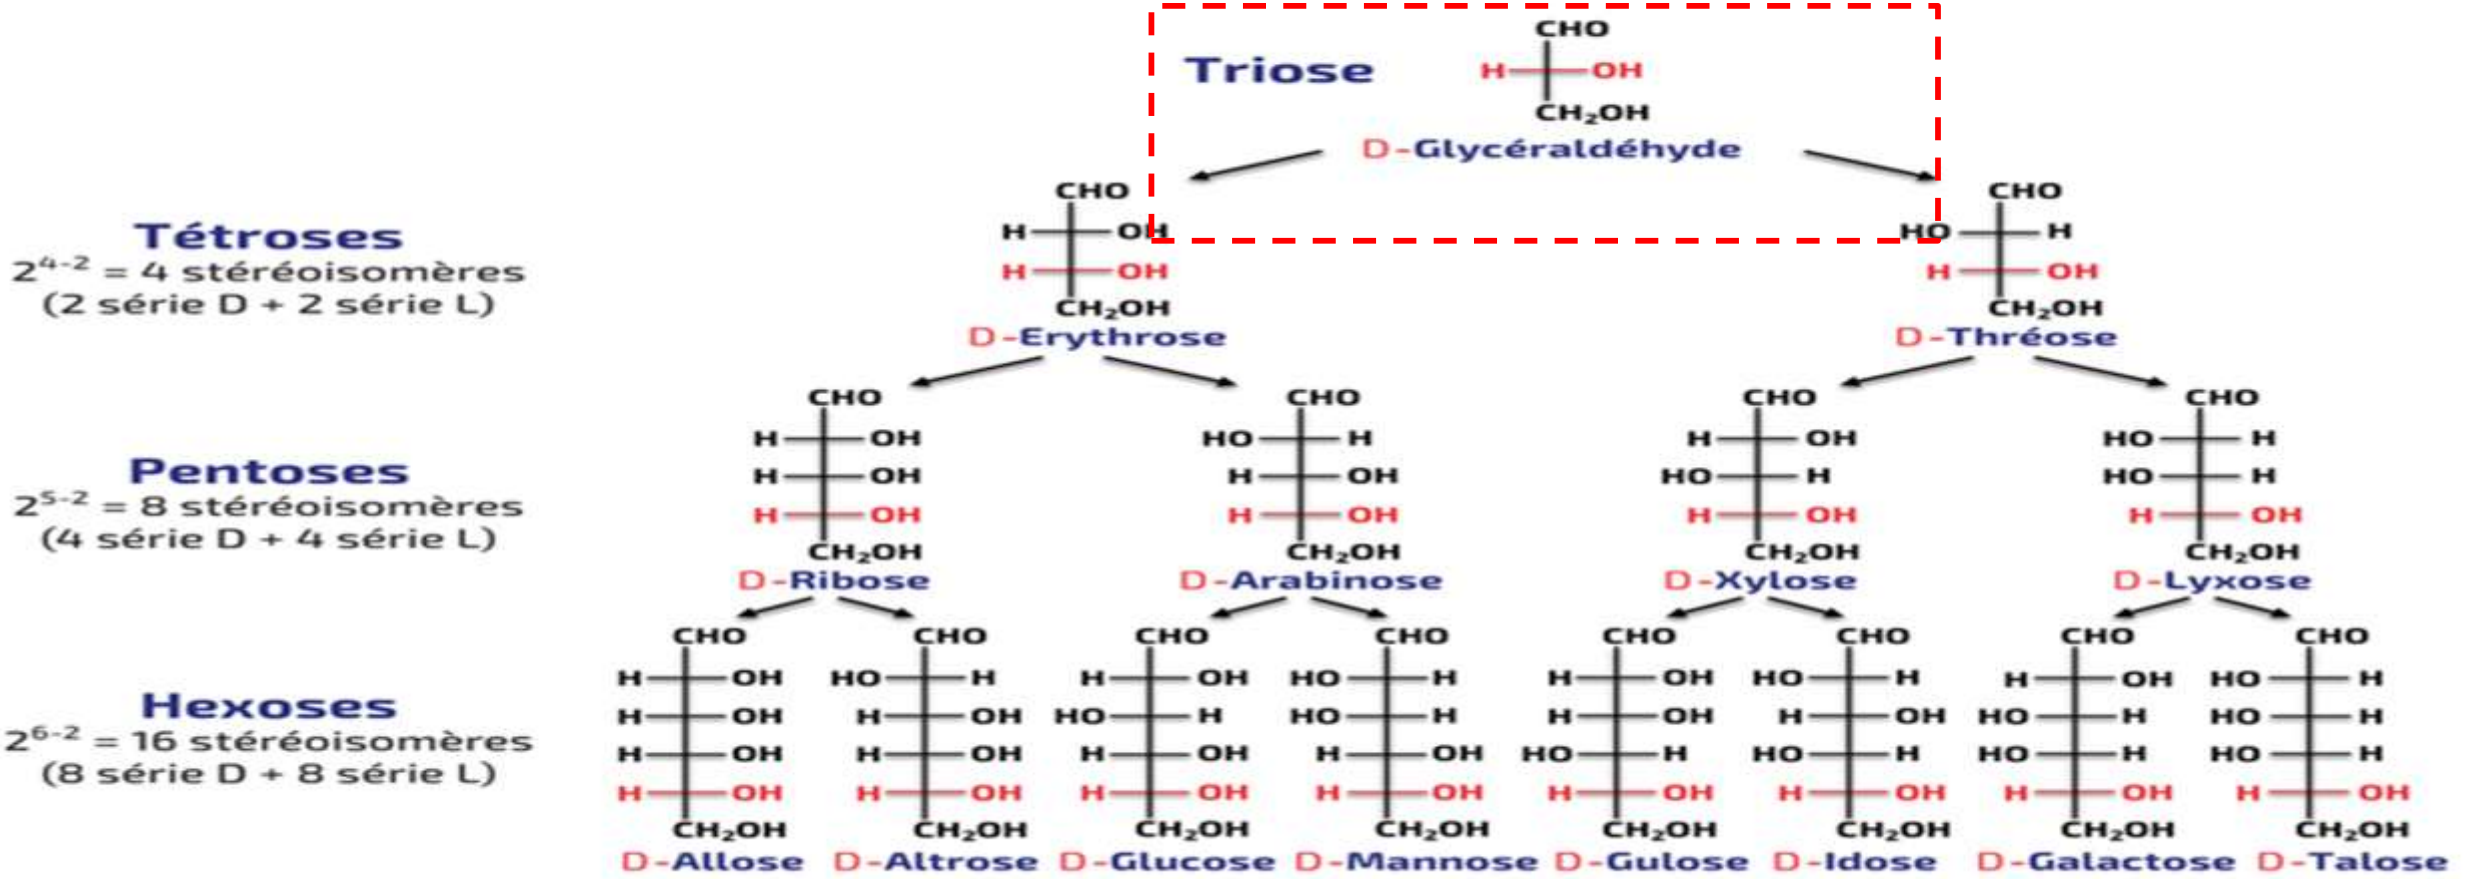 CHO
Triose
H OH
CH₂OH
D-Glycéraldéhyde
CHO CHO
H OH HO H
Tétroses
2⁴⁻² = 4 stéréoisomères
(2 série D + 2 série L)
H OH H OH
CH₂OH CH₂OH
D-Erythrose D-Thréose
CHO CHO CHO CHO
H OH HO H H OH HO H
Pentoses
2⁵⁻² = 8 stéréoisomères
(4 série D + 4 série L)
H OH H OH HO H HO H
H OH H OH H OH H OH
CH₂OH CH₂OH CH₂OH CH₂OH
D-Ribose D-Arabinose D-Xylose D-Lyxose
CHO CHO CHO CHO CHO CHO CHO CHO
H OH HO H H OH HO H H OH HO H H OH HO H
Hexoses
2⁶⁻² = 16 stéréoisomères
(8 série D + 8 série L)
H OH H OH HO H HO H H OH H OH HO H HO H
H OH H OH H OH H OH HO H HO H HO H HO H
H OH H OH H OH H OH H OH H OH H OH H OH
CH₂OH CH₂OH CH₂OH CH₂OH CH₂OH CH₂OH CH₂OH CH₂OH
D-Allose D-Altrose D-Glucose D-Mannose D-Gulose D-Idose D-Galactose D-Talose